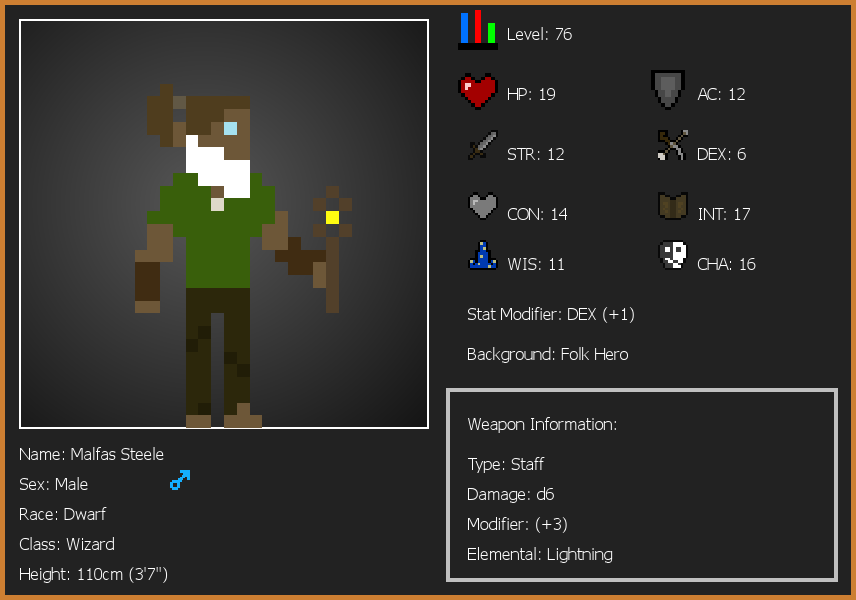 Level: 76
HP: 19
AC: 12
STR: 12
DEX: 6
CON: 14
INT: 17
WIS: 11
CHA: 16
Stat Modifier: DEX (+1)
Background: Folk Hero
Weapon Information:
Type: Staff
Damage: d6
Modifier: (+3)
Elemental: Lightning
Name: Malfas Steele
Sex: Male
Race: Dwarf
Class: Wizard
Height: 110cm (3'7")